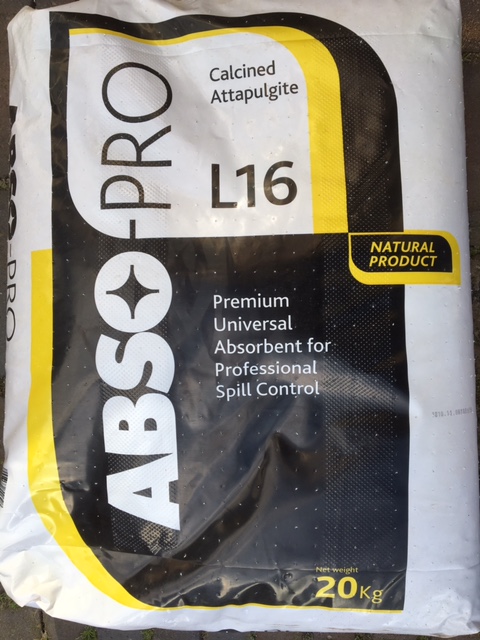 Calcined
Attapulgite
L16
ABSO-PRO
NATURAL
PRODUCT
Premium
Universal
Absorbent for
Professional
Spill Control
Net weight
20Kg